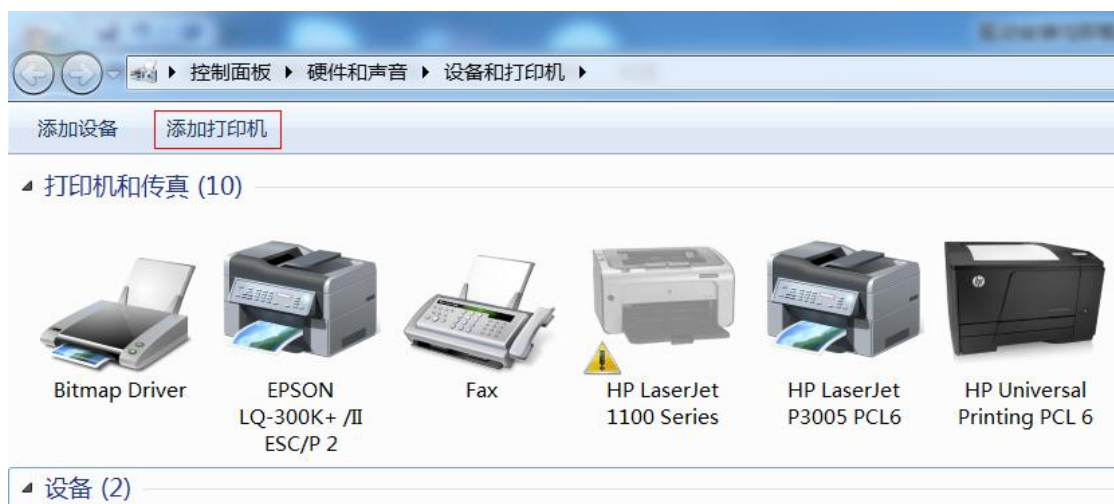 控制面板 硬件和声音 设备和打印机
添加设备 添加打印机
打印机和传真 (10)
Bitmap Driver
EPSON
LQ-300K+ /II
ESC/P 2
Fax
HP LaserJet
1100 Series
HP LaserJet
P3005 PCL6
HP Universal
Printing PCL 6
设备 (2)